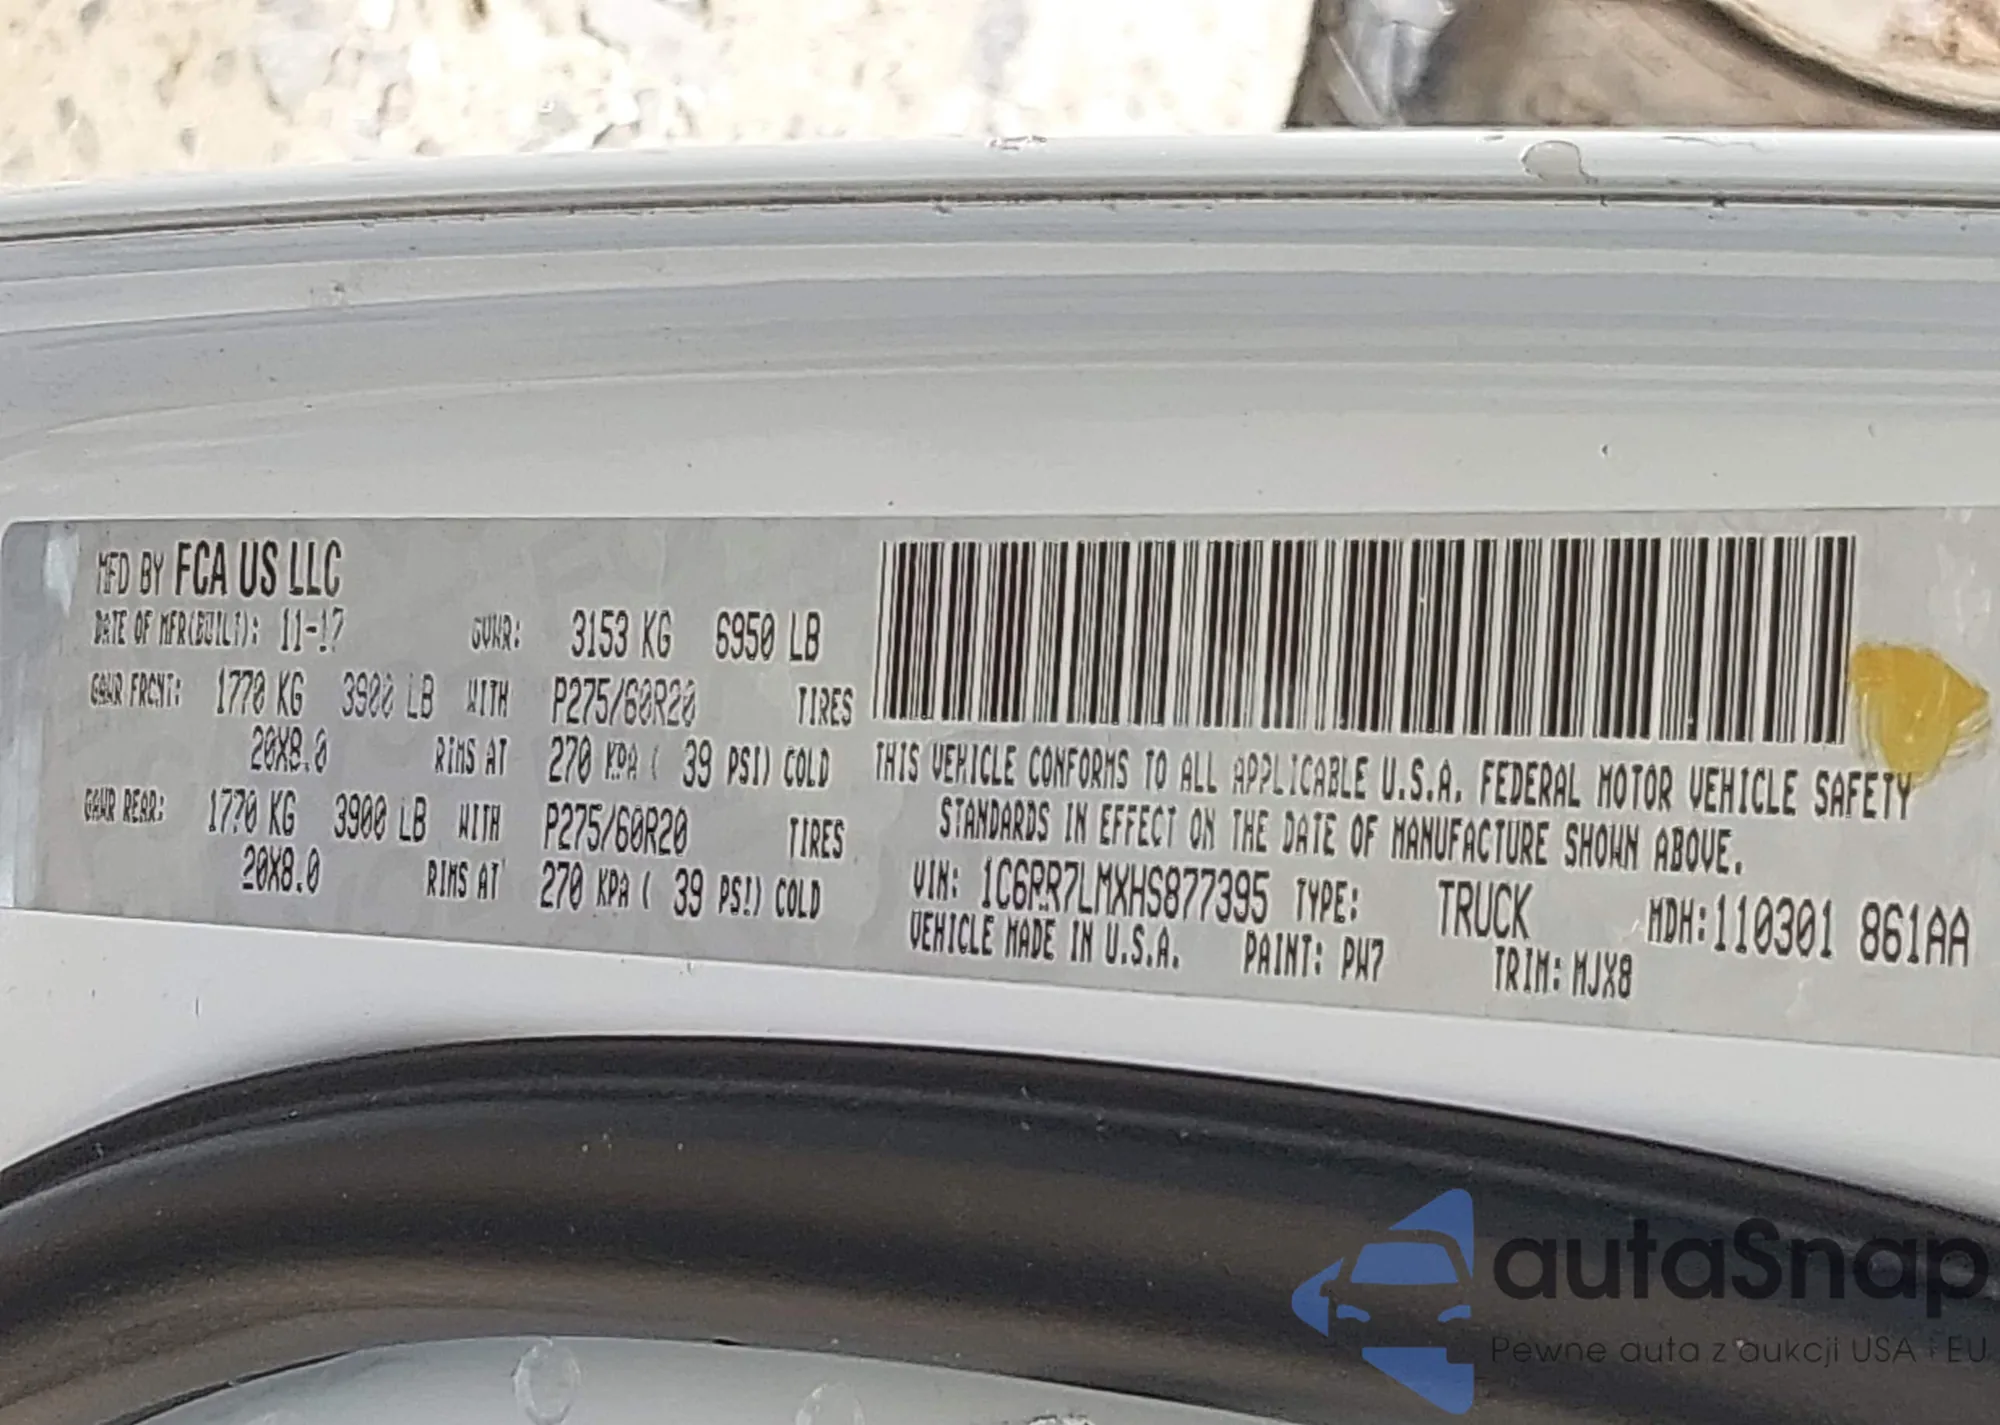 MFD BY FCA US LLC
DATE OF MFR(BUILT): 11-17 GVWR: 3153 KG 6950 LB
GAWR FRONT: 1770 KG 3900 LB WITH P275/60R20 TIRES
20X8.0 RIMS AT 270 KPA ( 39 PSI) COLD
GAWR REAR: 1770 KG 3900 LB WITH P275/60R20 TIRES
20X8.0 RIMS AT 270 KPA ( 39 PSI) COLD
THIS VEHICLE CONFORMS TO ALL APPLICABLE U.S.A. FEDERAL MOTOR VEHICLE SAFETY
STANDARDS IN EFFECT ON THE DATE OF MANUFACTURE SHOWN ABOVE.
VIN: 1C6RR7LMXHS877395 TYPE: TRUCK MDH:110301 861AA
VEHICLE MADE IN U.S.A. PAINT: PW7 TRIM: MJX8
autaSnap
Pewne auta z aukcji USA i EU